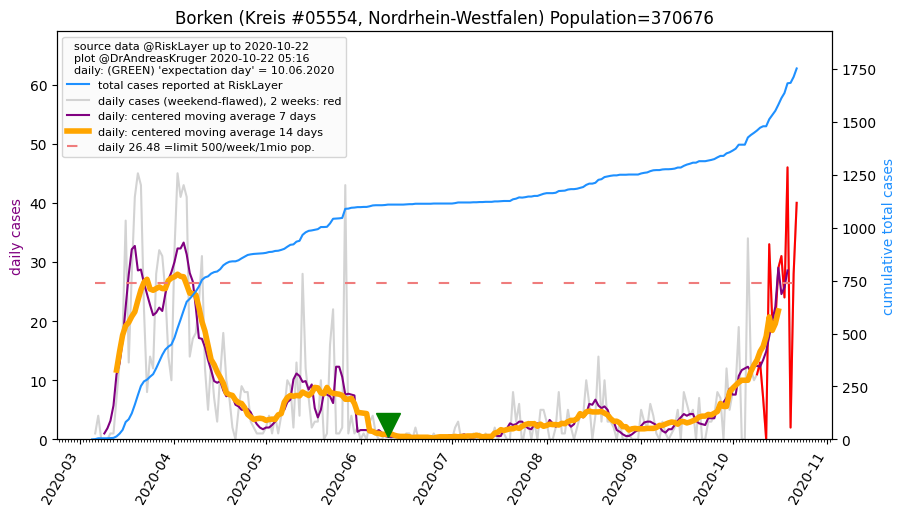 Borken (Kreis #05554, Nordrhein-Westfalen) Population=370676
source data @RiskLayer up to 2020-10-22
plot @DrAndreasKruger 2020-10-22 05:16
daily: (GREEN) 'expectation day' = 10.06.2020
total cases reported at RiskLayer
daily cases (weekend-flawed), 2 weeks: red
daily: centered moving average 7 days
daily: centered moving average 14 days
daily 26.48 =limit 500/week/1mio pop.
daily cases
60
50
40
30
20
10
0
cumulative total cases
1750
1500
1250
1000
750
500
250
0
2020-03
2020-04
2020-05
2020-06
2020-07
2020-08
2020-09
2020-10
2020-11